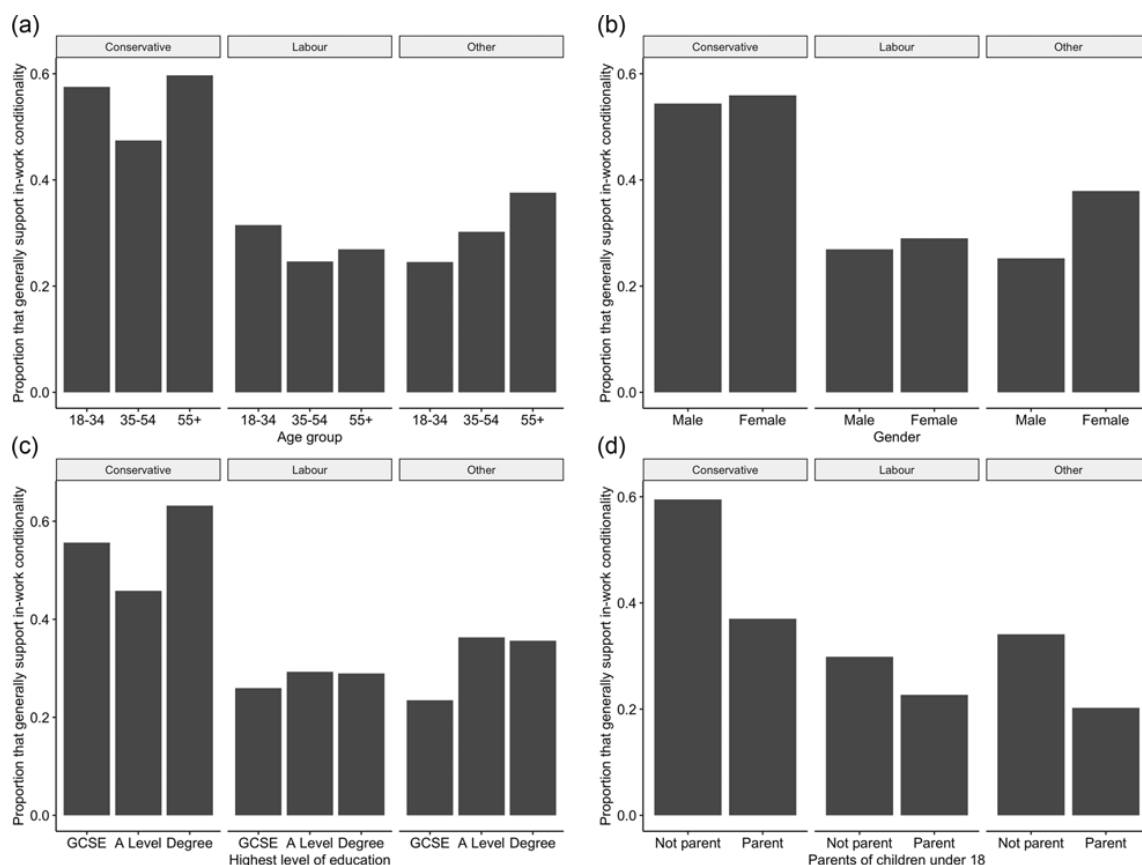 (a)
Conservative Labour Other
Proportion that generally support in-work conditionality
0.6
0.4
0.2
0.0
18-34 35-54 55+ 18-34 35-54 55+ 18-34 35-54 55+
Age group
(b)
Conservative Labour Other
Proportion that generally support in-work conditionality
0.6
0.4
0.2
0.0
Male Female Male Female Male Female
Gender
(c)
Conservative Labour Other
Proportion that generally support in-work conditionality
0.6
0.4
0.2
0.0
GCSE A Level Degree GCSE A Level Degree GCSE A Level Degree
Highest level of education
(d)
Conservative Labour Other
Proportion that generally support in-work conditionality
0.6
0.4
0.2
0.0
Not parent Parent Not parent Parent Not parent Parent
Parents of children under 18